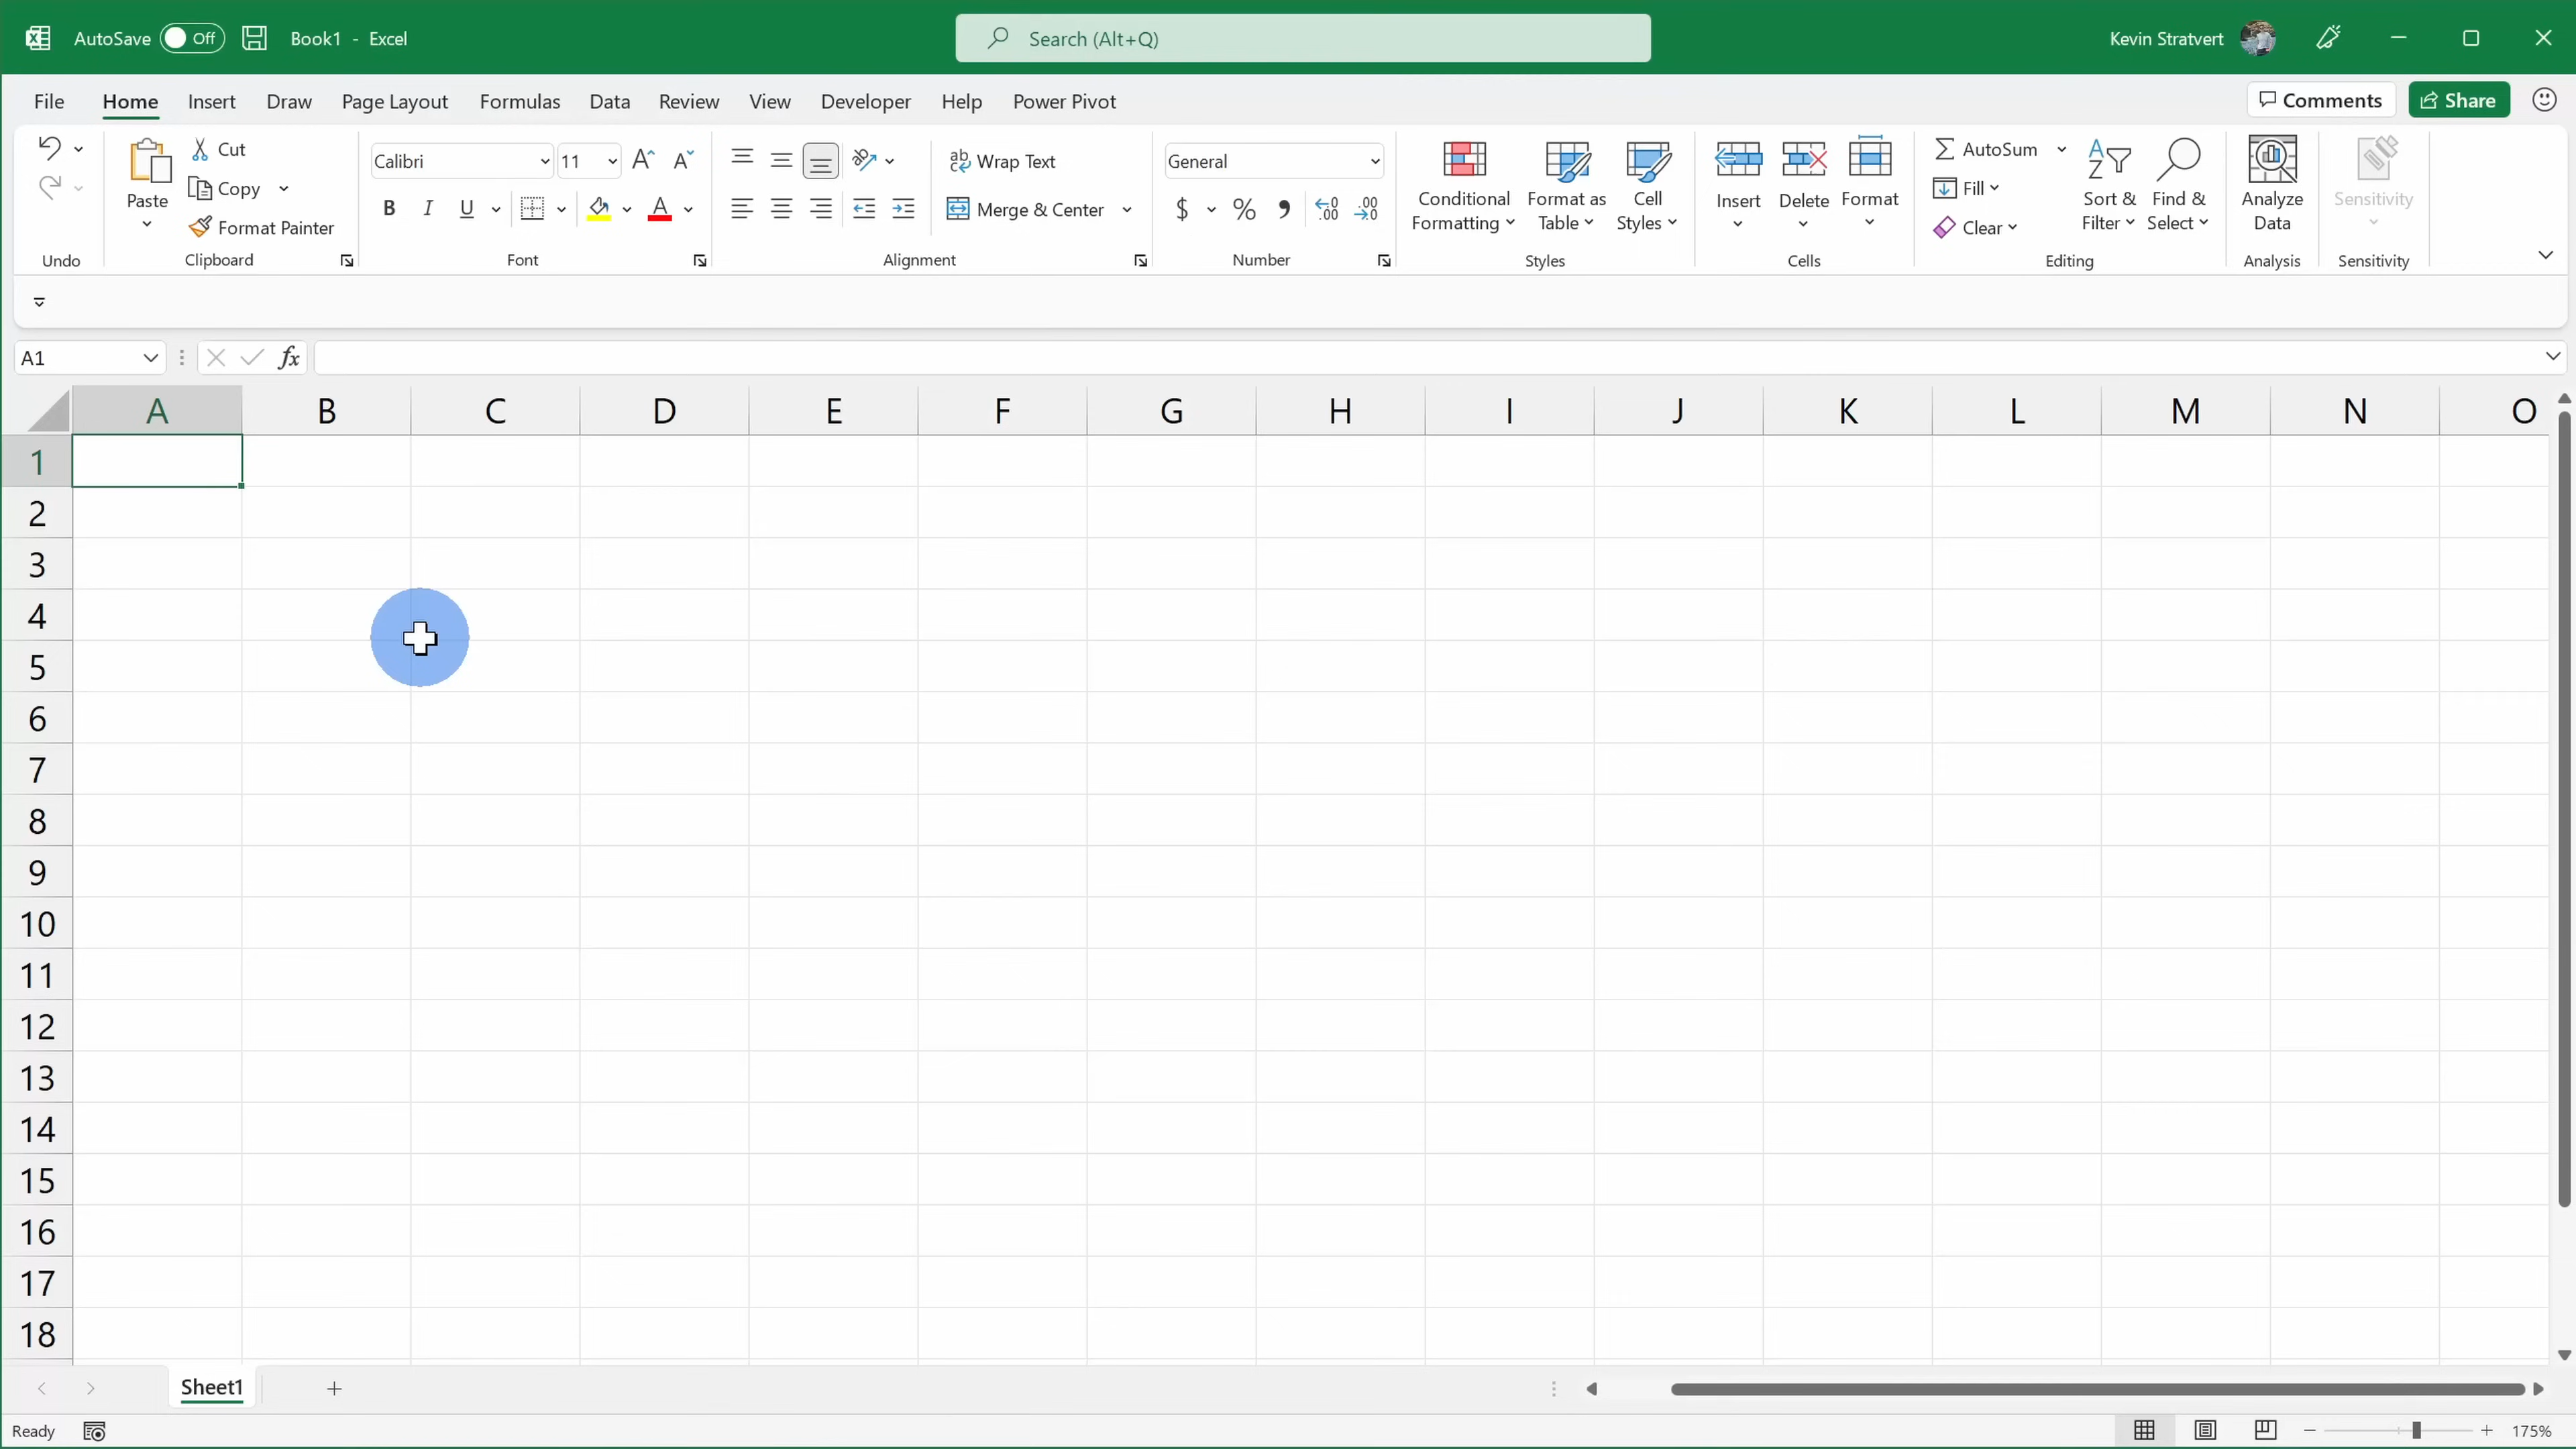 AutoSave Off Book1 - Excel Search (Alt+Q) Kevin Stratvert
File Home Insert Draw Page Layout Formulas Data Review View Developer Help Power Pivot Comments Share
Paste
Cut
Copy
Format Painter
Calibri 11
B I U A
ab Wrap Text
Merge & Center
General
$ % , .00 .00
Conditional Formatting
Format as Table
Cell Styles
Insert Delete Format
AutoSum
Fill
Clear
Sort & Filter
Find & Select
Analyze Data
Sensitivity
Undo Clipboard Font Alignment Number Styles Cells Editing Analysis Sensitivity
A1 fx
A B C D E F G H I J K L M N O
1
2
3
4
5
6
7
8
9
10
11
12
13
14
15
16
17
18
Sheet1
Ready 175%